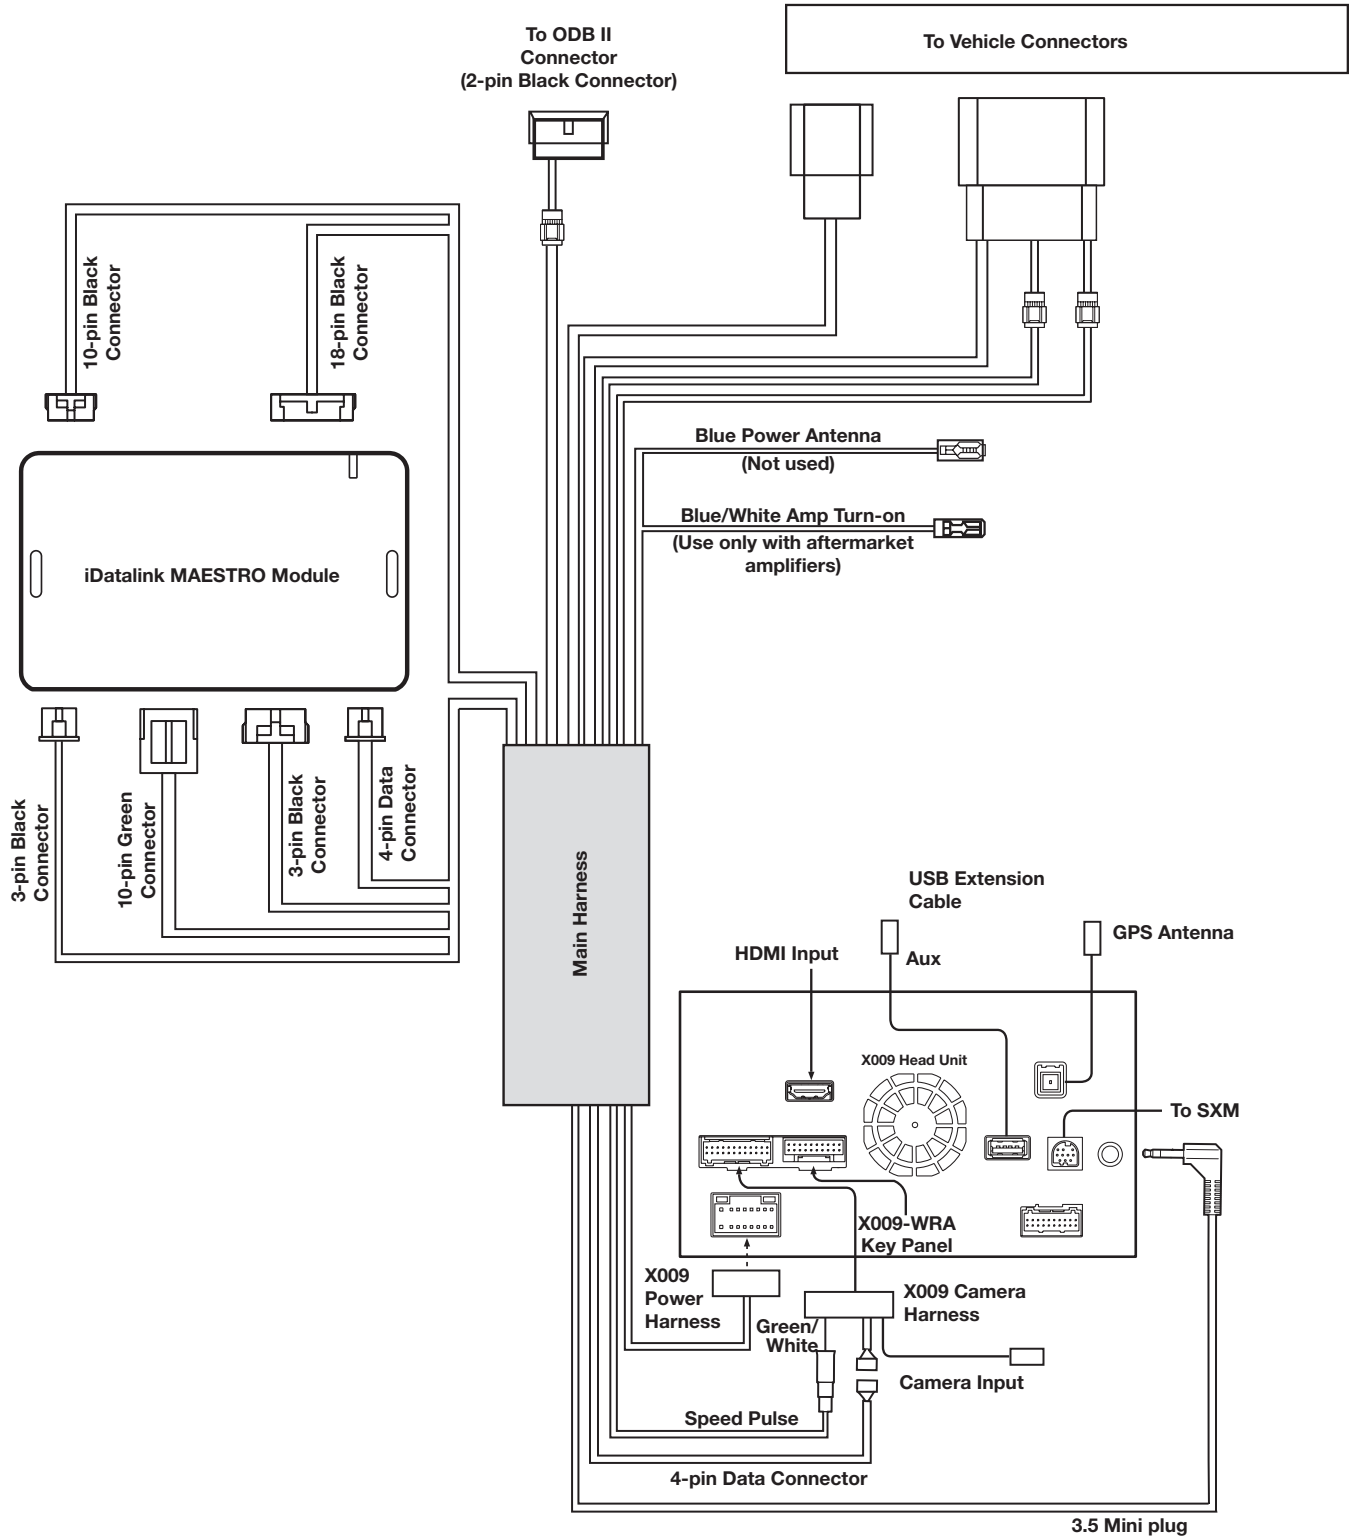 To ODB II
Connector
(2-pin Black Connector)
To Vehicle Connectors
10-pin Black
Connector
18-pin Black
Connector
Blue Power Antenna
(Not used)
Blue/White Amp Turn-on
(Use only with aftermarket
amplifiers)
iDatalink MAESTRO Module
3-pin Black
Connector
10-pin Green
Connector
3-pin Black
Connector
4-pin Data
Connector
Main Harness
USB Extension
Cable
Aux
GPS Antenna
HDMI Input
X009 Head Unit
To SXM
X009-WRA
Key Panel
X009
Power
Harness
X009 Camera
Harness
Green/
White
Camera Input
Speed Pulse
4-pin Data Connector
3.5 Mini plug